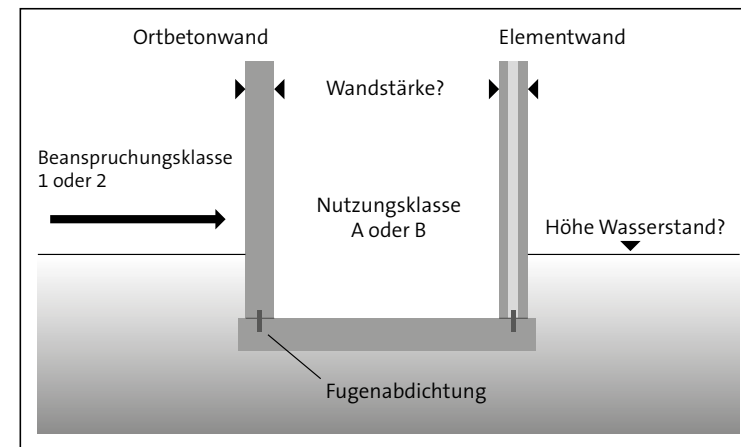 Ortbetonwand
Elementwand
Wandstärke?
Beanspruchungsklasse
1 oder 2
Nutzungsklasse
A oder B
Höhe Wasserstand?
Fugenabdichtung